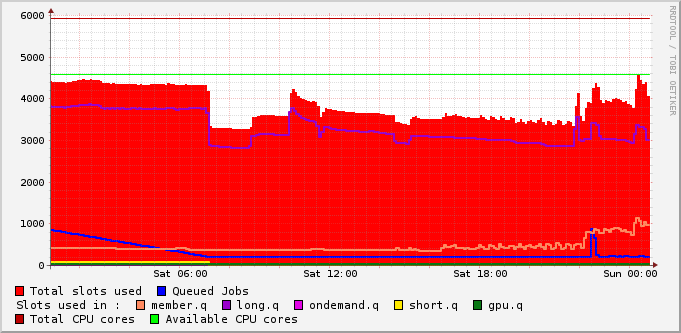 6000
5000
4000
3000
2000
1000
0
Sat 06:00 Sat 12:00 Sat 18:00 Sun 00:00
RRDTOOL / TOBI OETIKER
Total slots used Queued Jobs
Slots used in : member.q long.q ondemand.q short.q gpu.q
Total CPU cores Available CPU cores